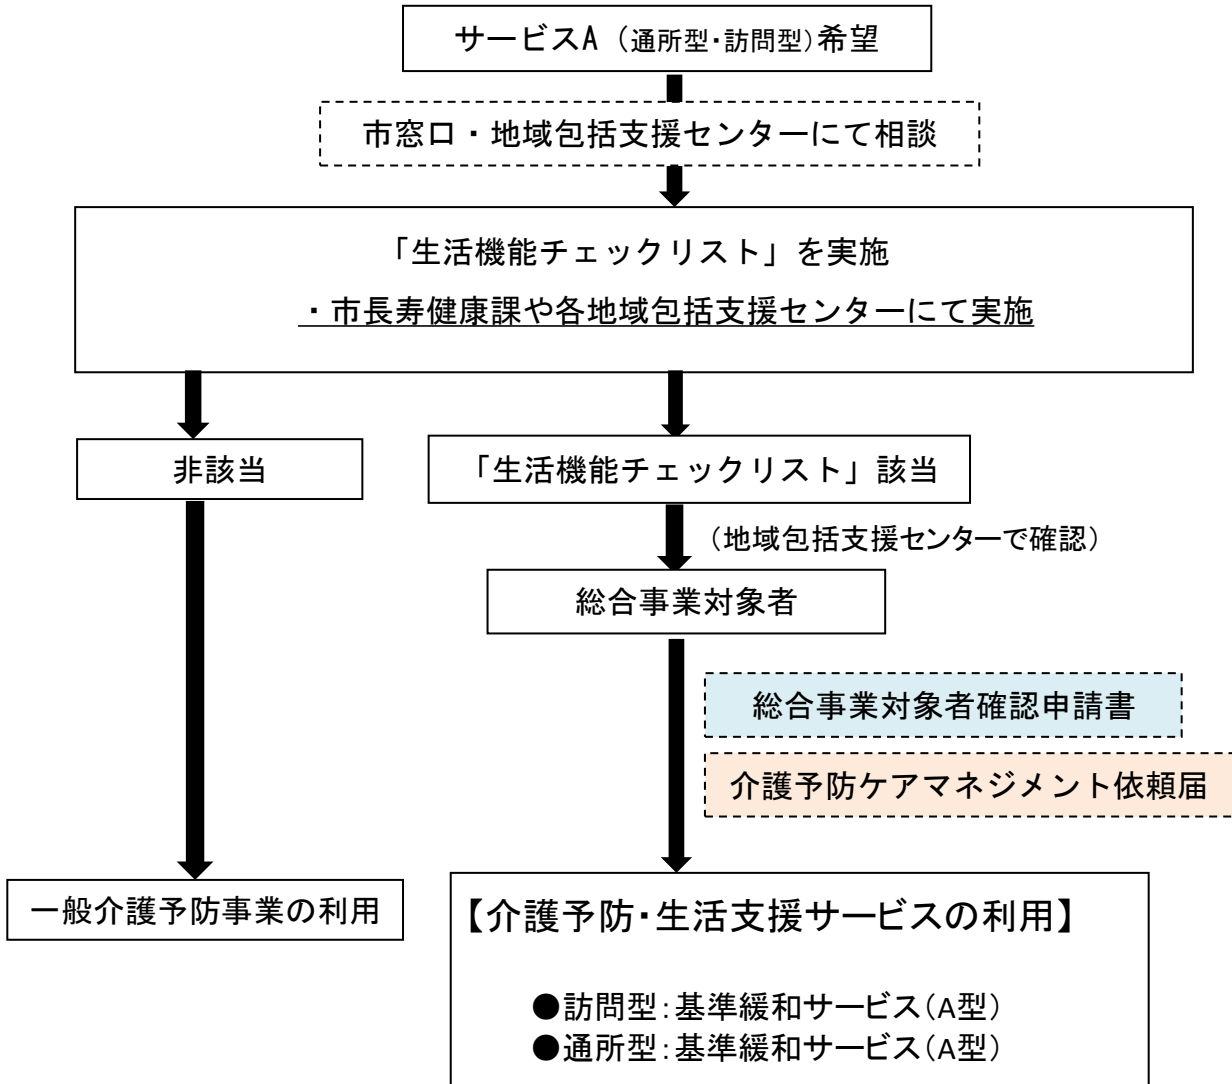 サービスA（通所型・訪問型）希望
市窓口・地域包括支援センターにて相談
「生活機能チェックリスト」を実施
・市長寿健康課や各地域包括支援センターにて実施
非該当
「生活機能チェックリスト」該当
（地域包括支援センターで確認）
総合事業対象者
総合事業対象者確認申請書
介護予防ケアマネジメント依頼届
一般介護予防事業の利用
【介護予防・生活支援サービスの利用】
●訪問型：基準緩和サービス（A型）
●通所型：基準緩和サービス（A型）